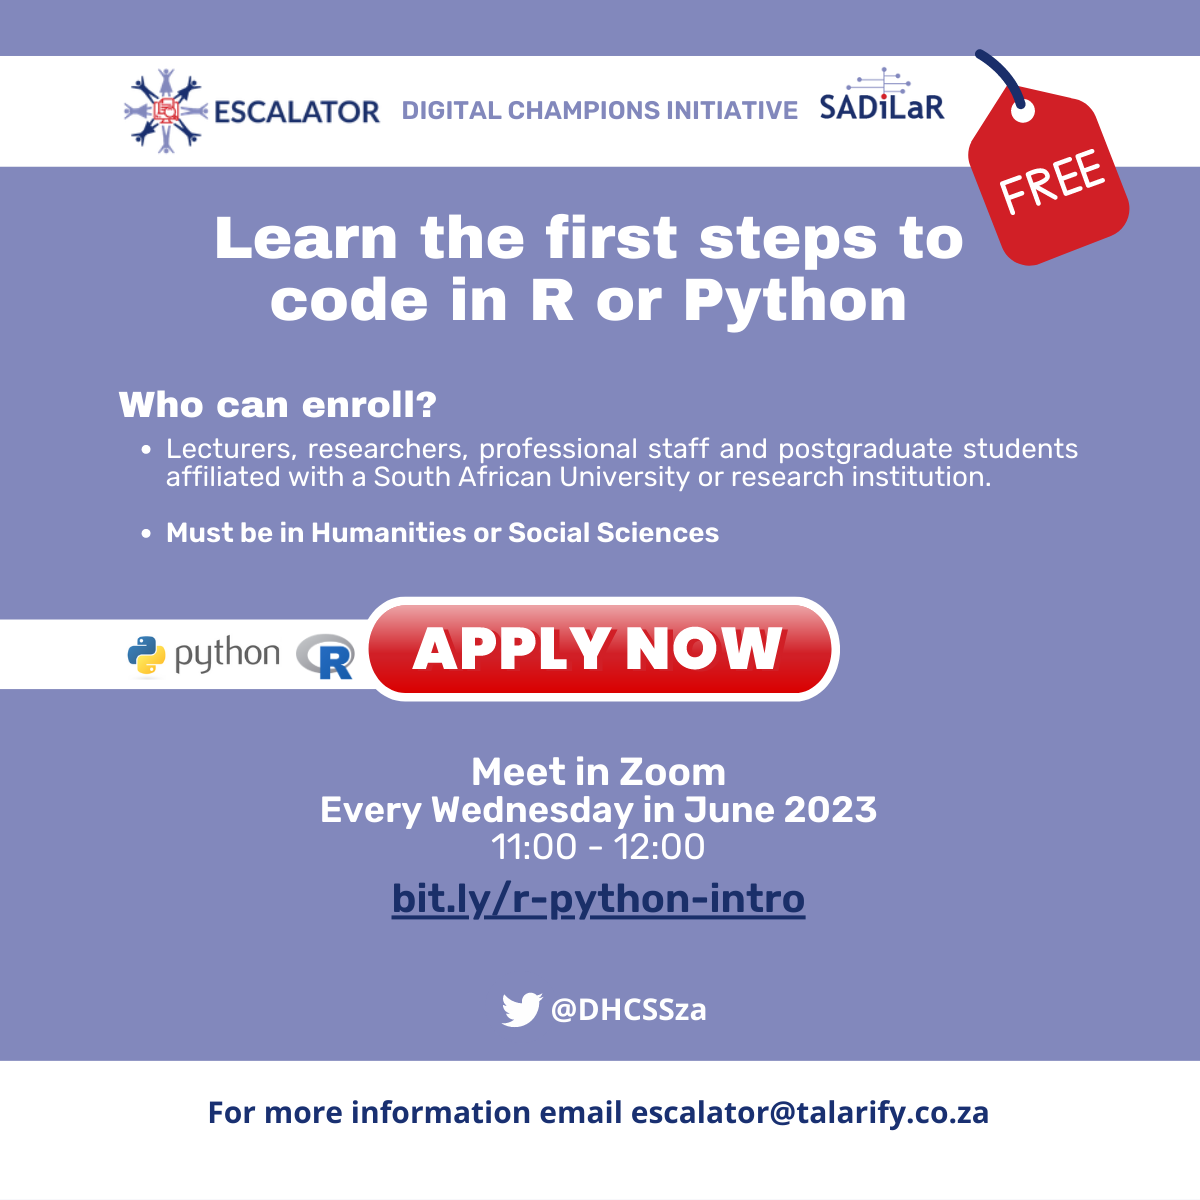 ESCALATOR DIGITAL CHAMPIONS INITIATIVE SADiLaR
FREE
Learn the first steps to
code in R or Python
Who can enroll?
• Lecturers, researchers, professional staff and postgraduate students
affiliated with a South African University or research institution.
• Must be in Humanities or Social Sciences
python R
APPLY NOW
Meet in Zoom
Every Wednesday in June 2023
11:00 - 12:00
bit.ly/r-python-intro
@DHCSSza
For more information email escalator@talarify.co.za